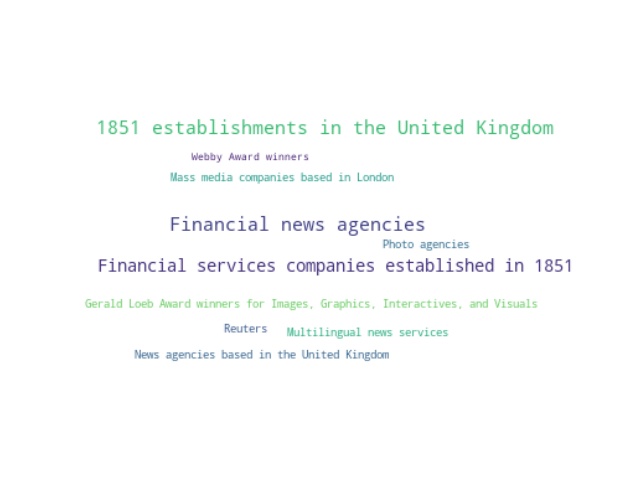 1851 establishments in the United Kingdom
Webby Award winners
Mass media companies based in London
Financial news agencies
Photo agencies
Financial services companies established in 1851
Gerald Loeb Award winners for Images, Graphics, Interactives, and Visuals
Reuters
Multilingual news services
News agencies based in the United Kingdom